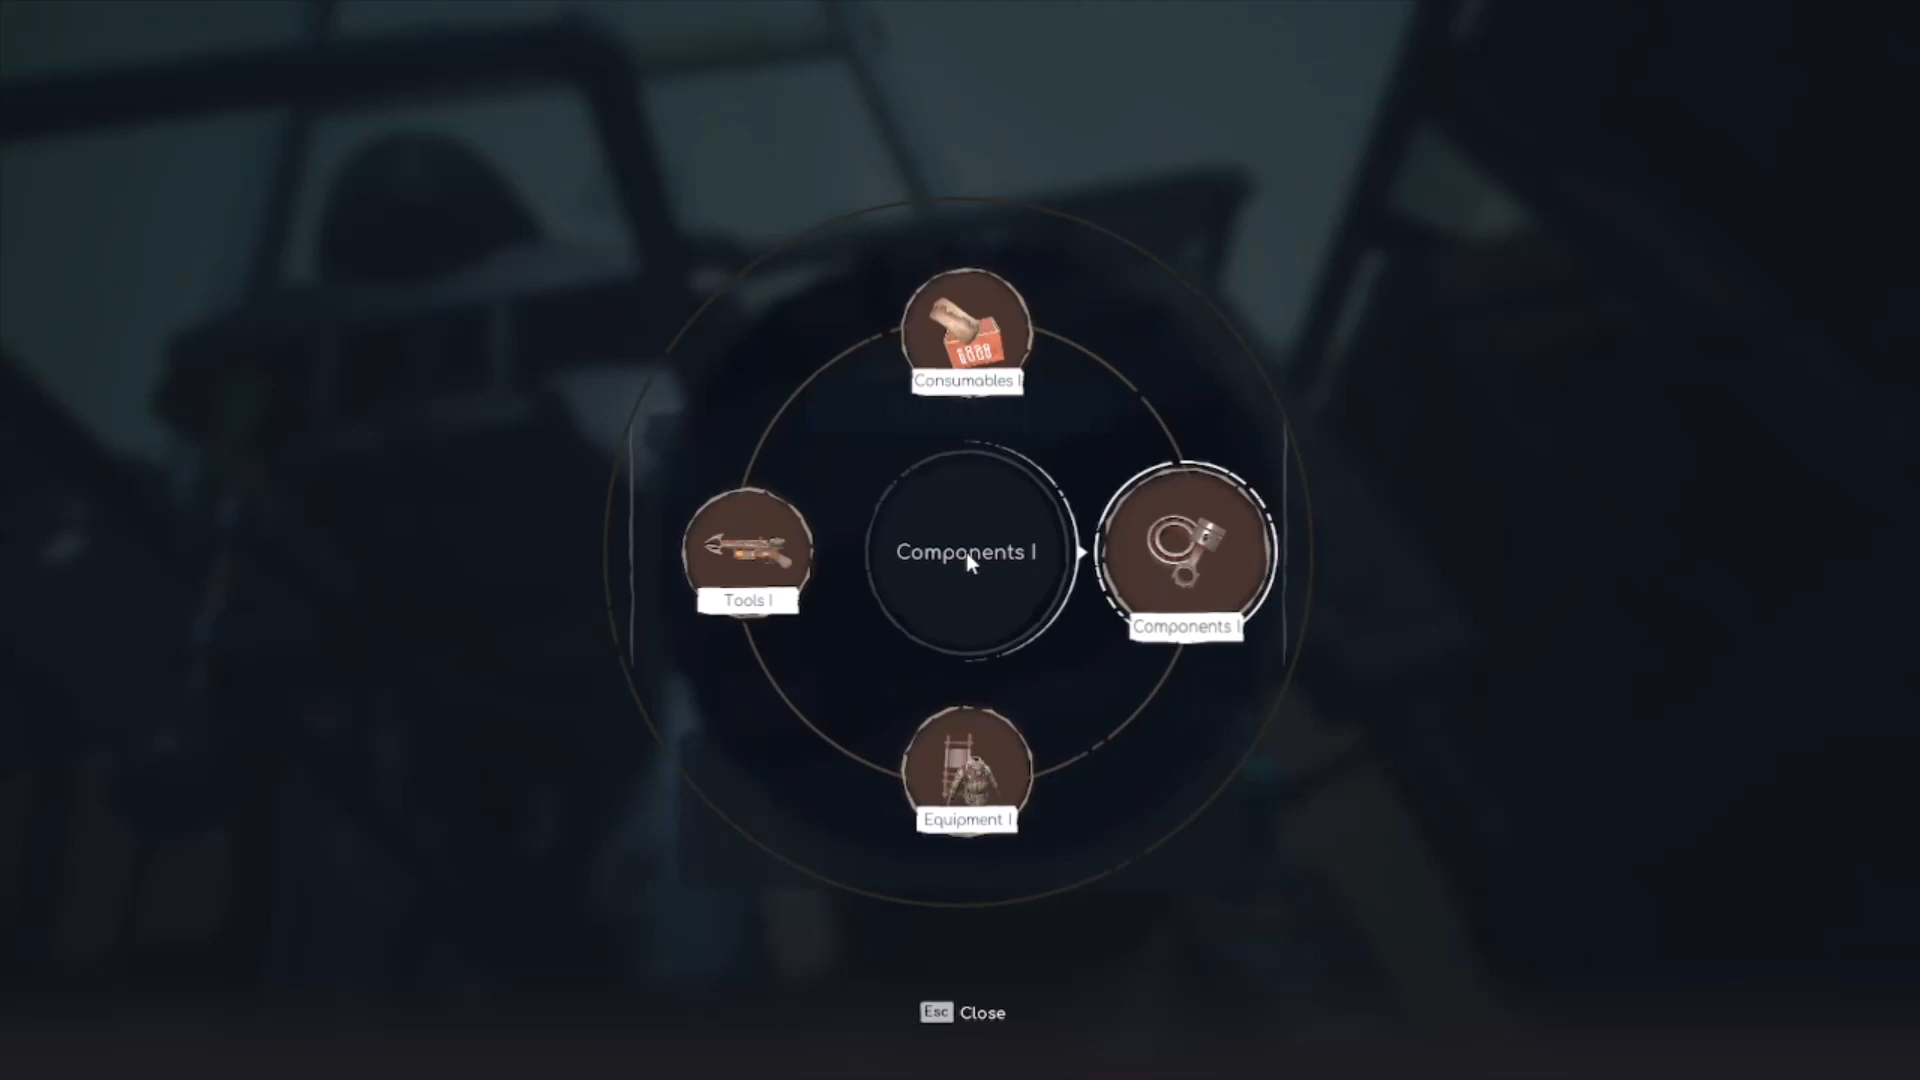 Consumables I
Components I
Tools I
Components I
Equipment I
Esc Close